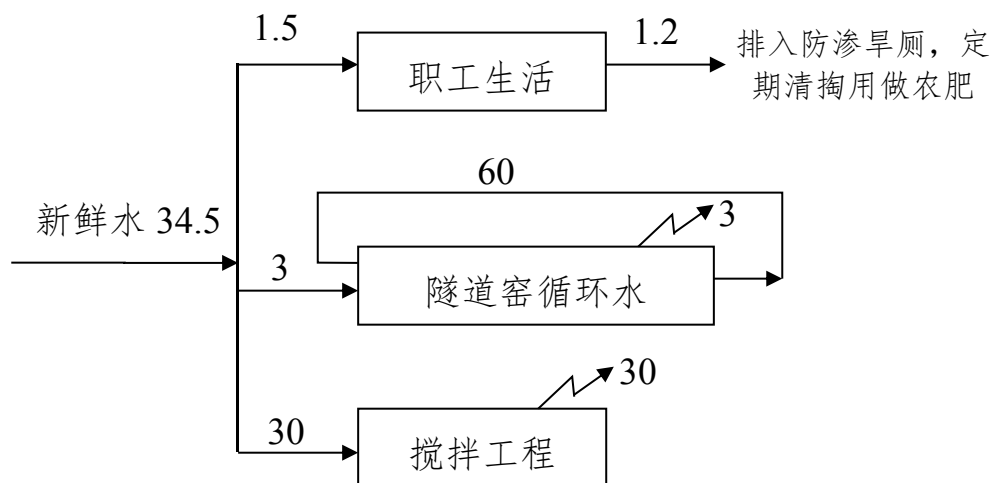 1.5
职工生活
1.2
排入防渗旱厕，定
期清掏用做农肥
60
新鲜水 34.5
3
隧道窑循环水
3
30
搅拌工程
30